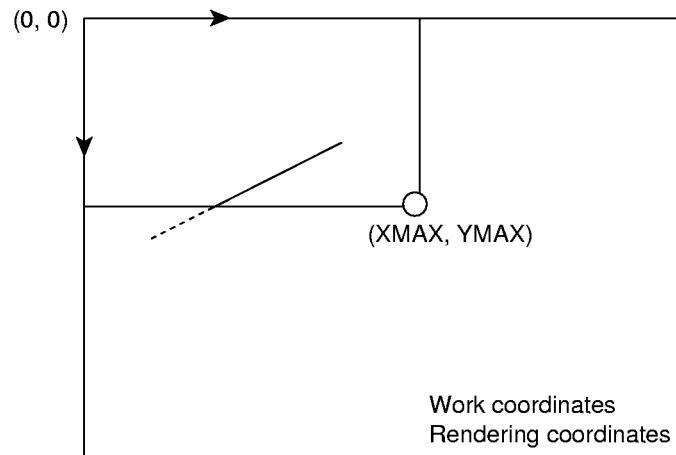 (0, 0)
(XMAX, YMAX)
Work coordinates
Rendering coordinates